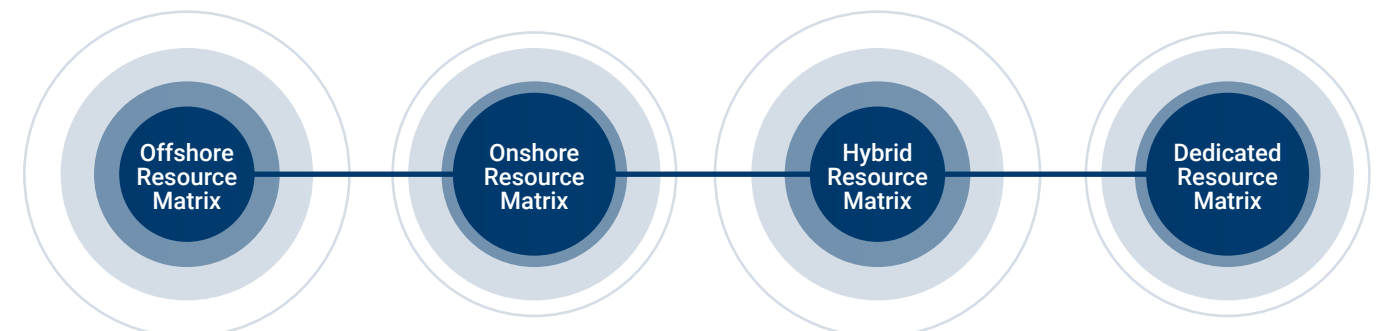 Offshore
Resource
Matrix
Onshore
Resource
Matrix
Hybrid
Resource
Matrix
Dedicated
Resource
Matrix